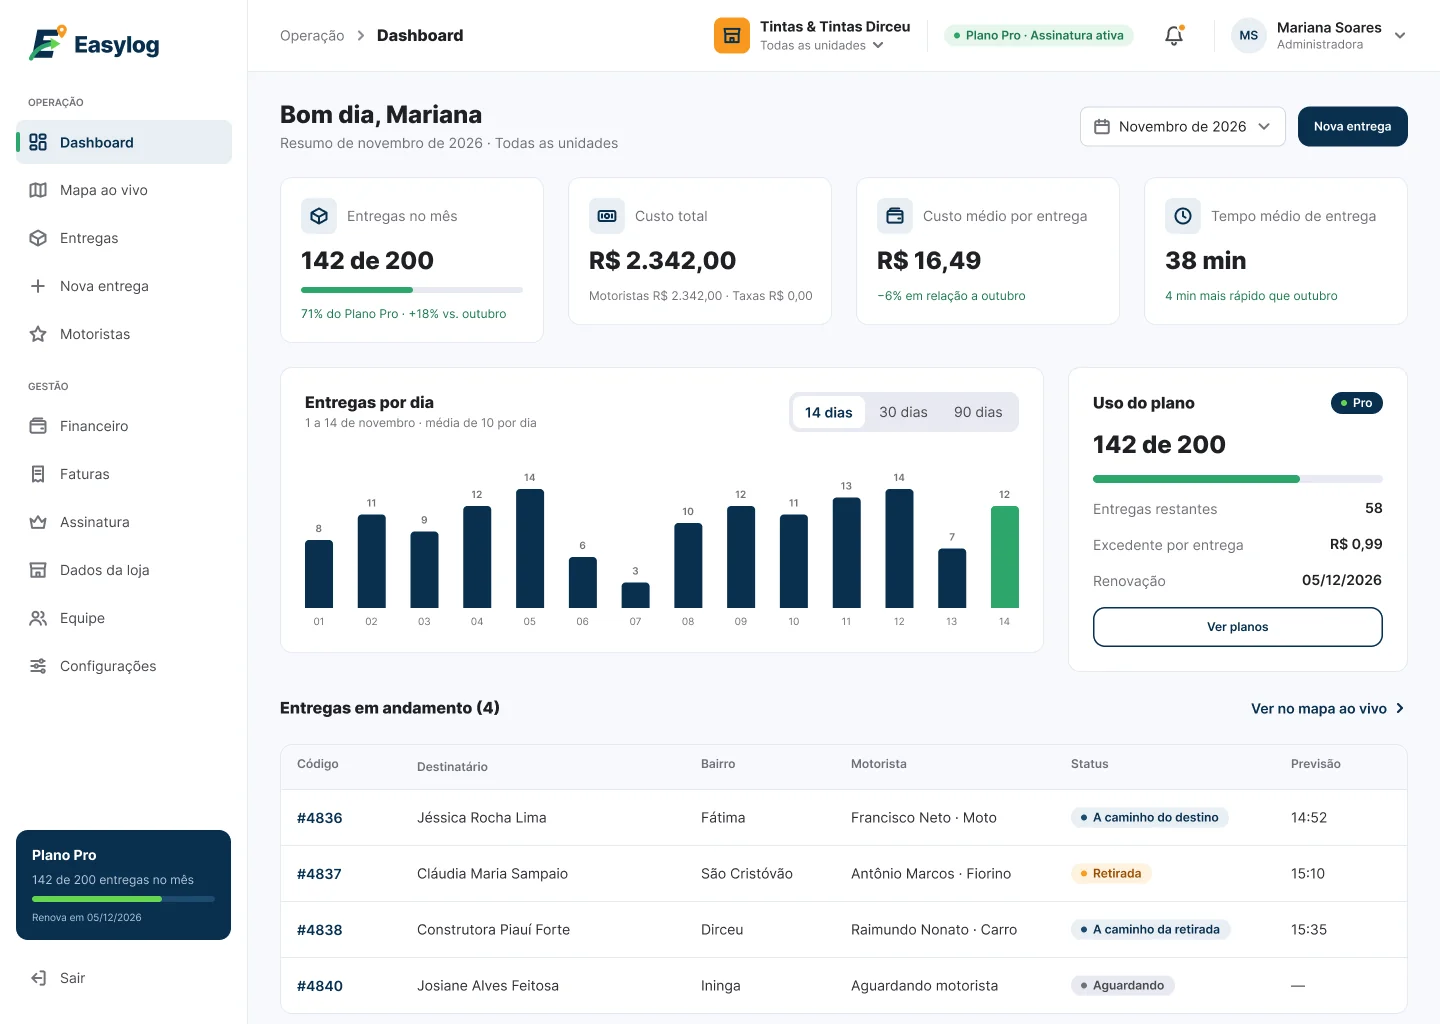 Easylog
OPERAÇÃO
Dashboard
Mapa ao vivo
Entregas
Nova entrega
Motoristas
GESTÃO
Financeiro
Faturas
Assinatura
Dados da loja
Equipe
Configurações
Plano Pro
142 de 200 entregas no mês
Renova em 05/12/2026
Sair
Operação
Dashboard
Tintas & Tintas Dirceu
Todas as unidades
Plano Pro · Assinatura ativa
MS
Mariana Soares
Administradora
Bom dia, Mariana
Resumo de novembro de 2026 · Todas as unidades
Novembro de 2026
Nova entrega
Entregas no mês
142 de 200
71% do Plano Pro · +18% vs. outubro
Custo total
R$ 2.342,00
Motoristas R$ 2.342,00 · Taxas R$ 0,00
Custo médio por entrega
R$ 16,49
−6% em relação a outubro
Tempo médio de entrega
38 min
4 min mais rápido que outubro
Entregas por dia
1 a 14 de novembro · média de 10 por dia
14 dias 30 dias 90 dias
8 11 9 12 14 6 3 10 12 11 13 14 7 12
01 02 03 04 05 06 07 08 09 10 11 12 13 14
Uso do plano
Pro
142 de 200
Entregas restantes 58
Excedente por entrega R$ 0,99
Renovação 05/12/2026
Ver planos
Entregas em andamento (4)
Ver no mapa ao vivo
Código Destinatário Bairro Motorista Status Previsão
#4836 Jéssica Rocha Lima Fátima Francisco Neto · Moto A caminho do destino 14:52
#4837 Cláudia Maria Sampaio São Cristóvão Antônio Marcos · Fiorino Retirada 15:10
#4838 Construtora Piauí Forte Dirceu Raimundo Nonato · Carro A caminho da retirada 15:35
#4840 Josiane Alves Feitosa Ininga Aguardando motorista Aguardando —